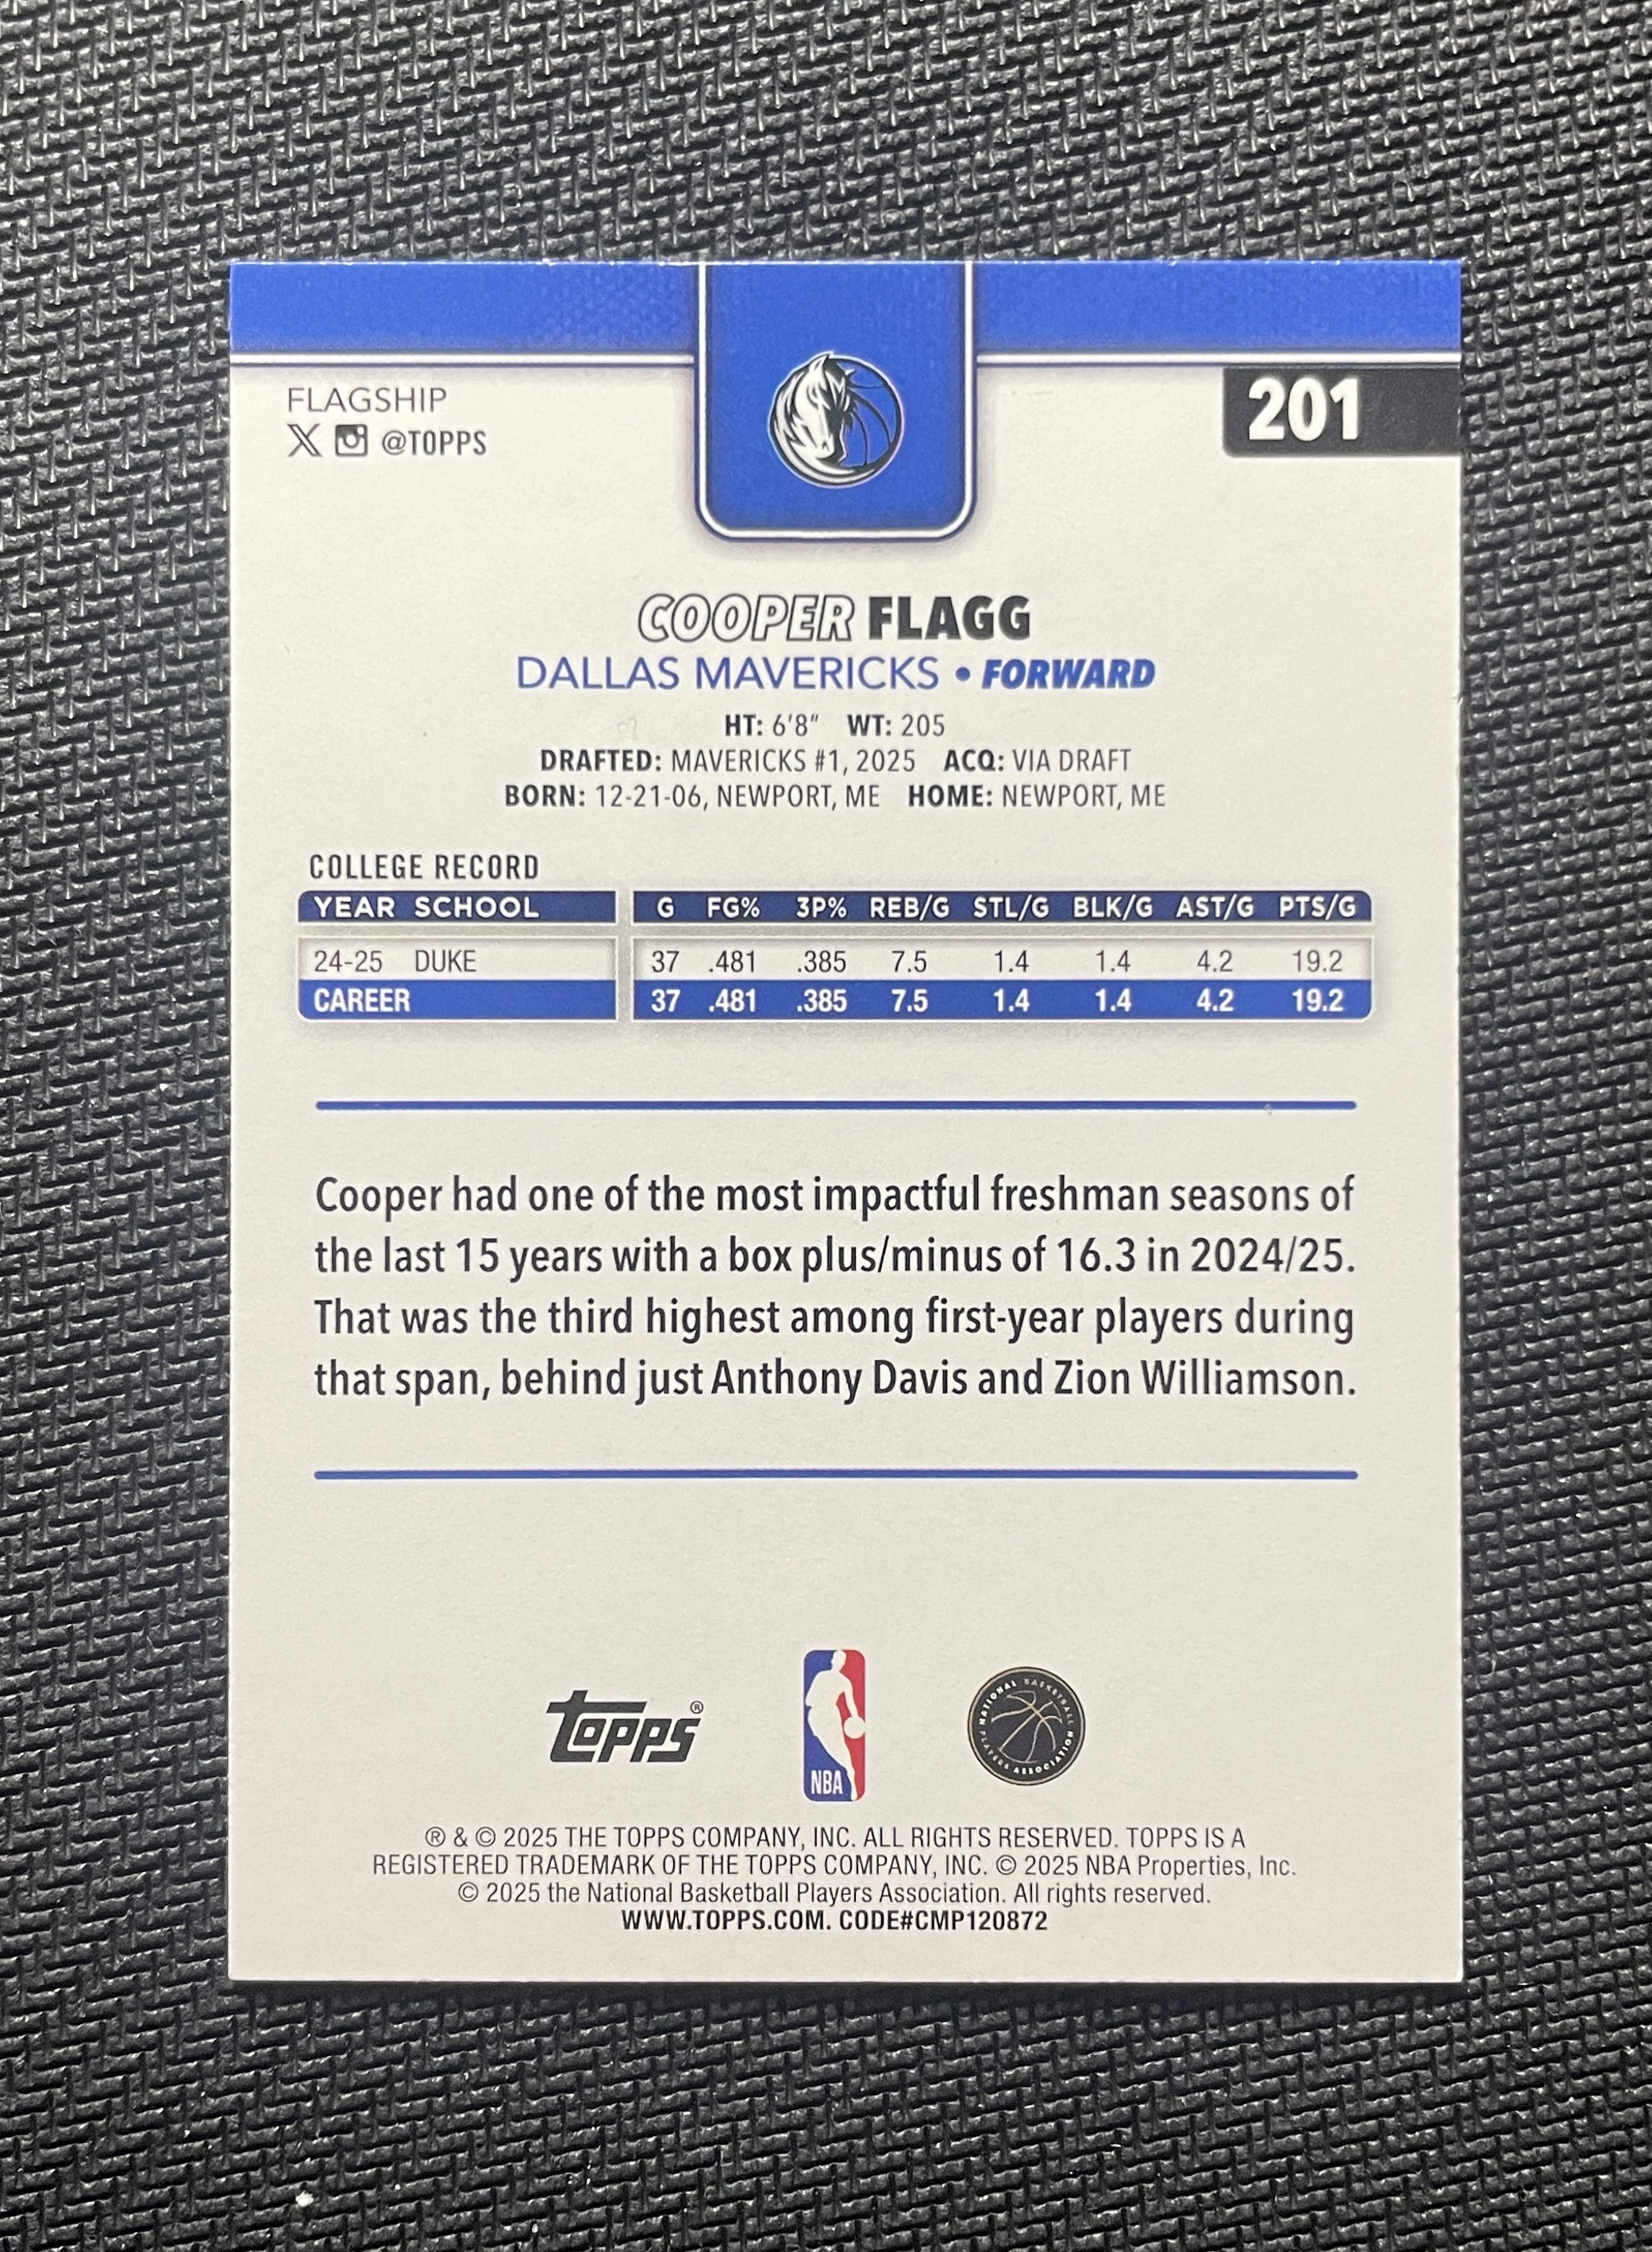 FLAGSHIP
201
X @TOPPS
COOPER FLAGG
DALLAS MAVERICKS • FORWARD
HT: 6'8" WT: 205
DRAFTED: MAVERICKS #1, 2025 ACQ: VIA DRAFT
BORN: 12-21-06, NEWPORT, ME HOME: NEWPORT, ME
COLLEGE RECORD
YEAR SCHOOL G FG% 3P% REB/G STL/G BLK/G AST/G PTS/G
24-25 DUKE 37 .481 .385 7.5 1.4 1.4 4.2 19.2
CAREER 37 .481 .385 7.5 1.4 1.4 4.2 19.2
Cooper had one of the most impactful freshman seasons of
the last 15 years with a box plus/minus of 16.3 in 2024/25.
That was the third highest among first-year players during
that span, behind just Anthony Davis and Zion Williamson.
Topps®
NBA
NATIONAL BASKETBALL PLAYERS ASSOCIATION
® & © 2025 THE TOPPS COMPANY, INC. ALL RIGHTS RESERVED. TOPPS IS A
REGISTERED TRADEMARK OF THE TOPPS COMPANY, INC. © 2025 NBA Properties, Inc.
© 2025 the National Basketball Players Association. All rights reserved.
WWW.TOPPS.COM. CODE#CMP120872